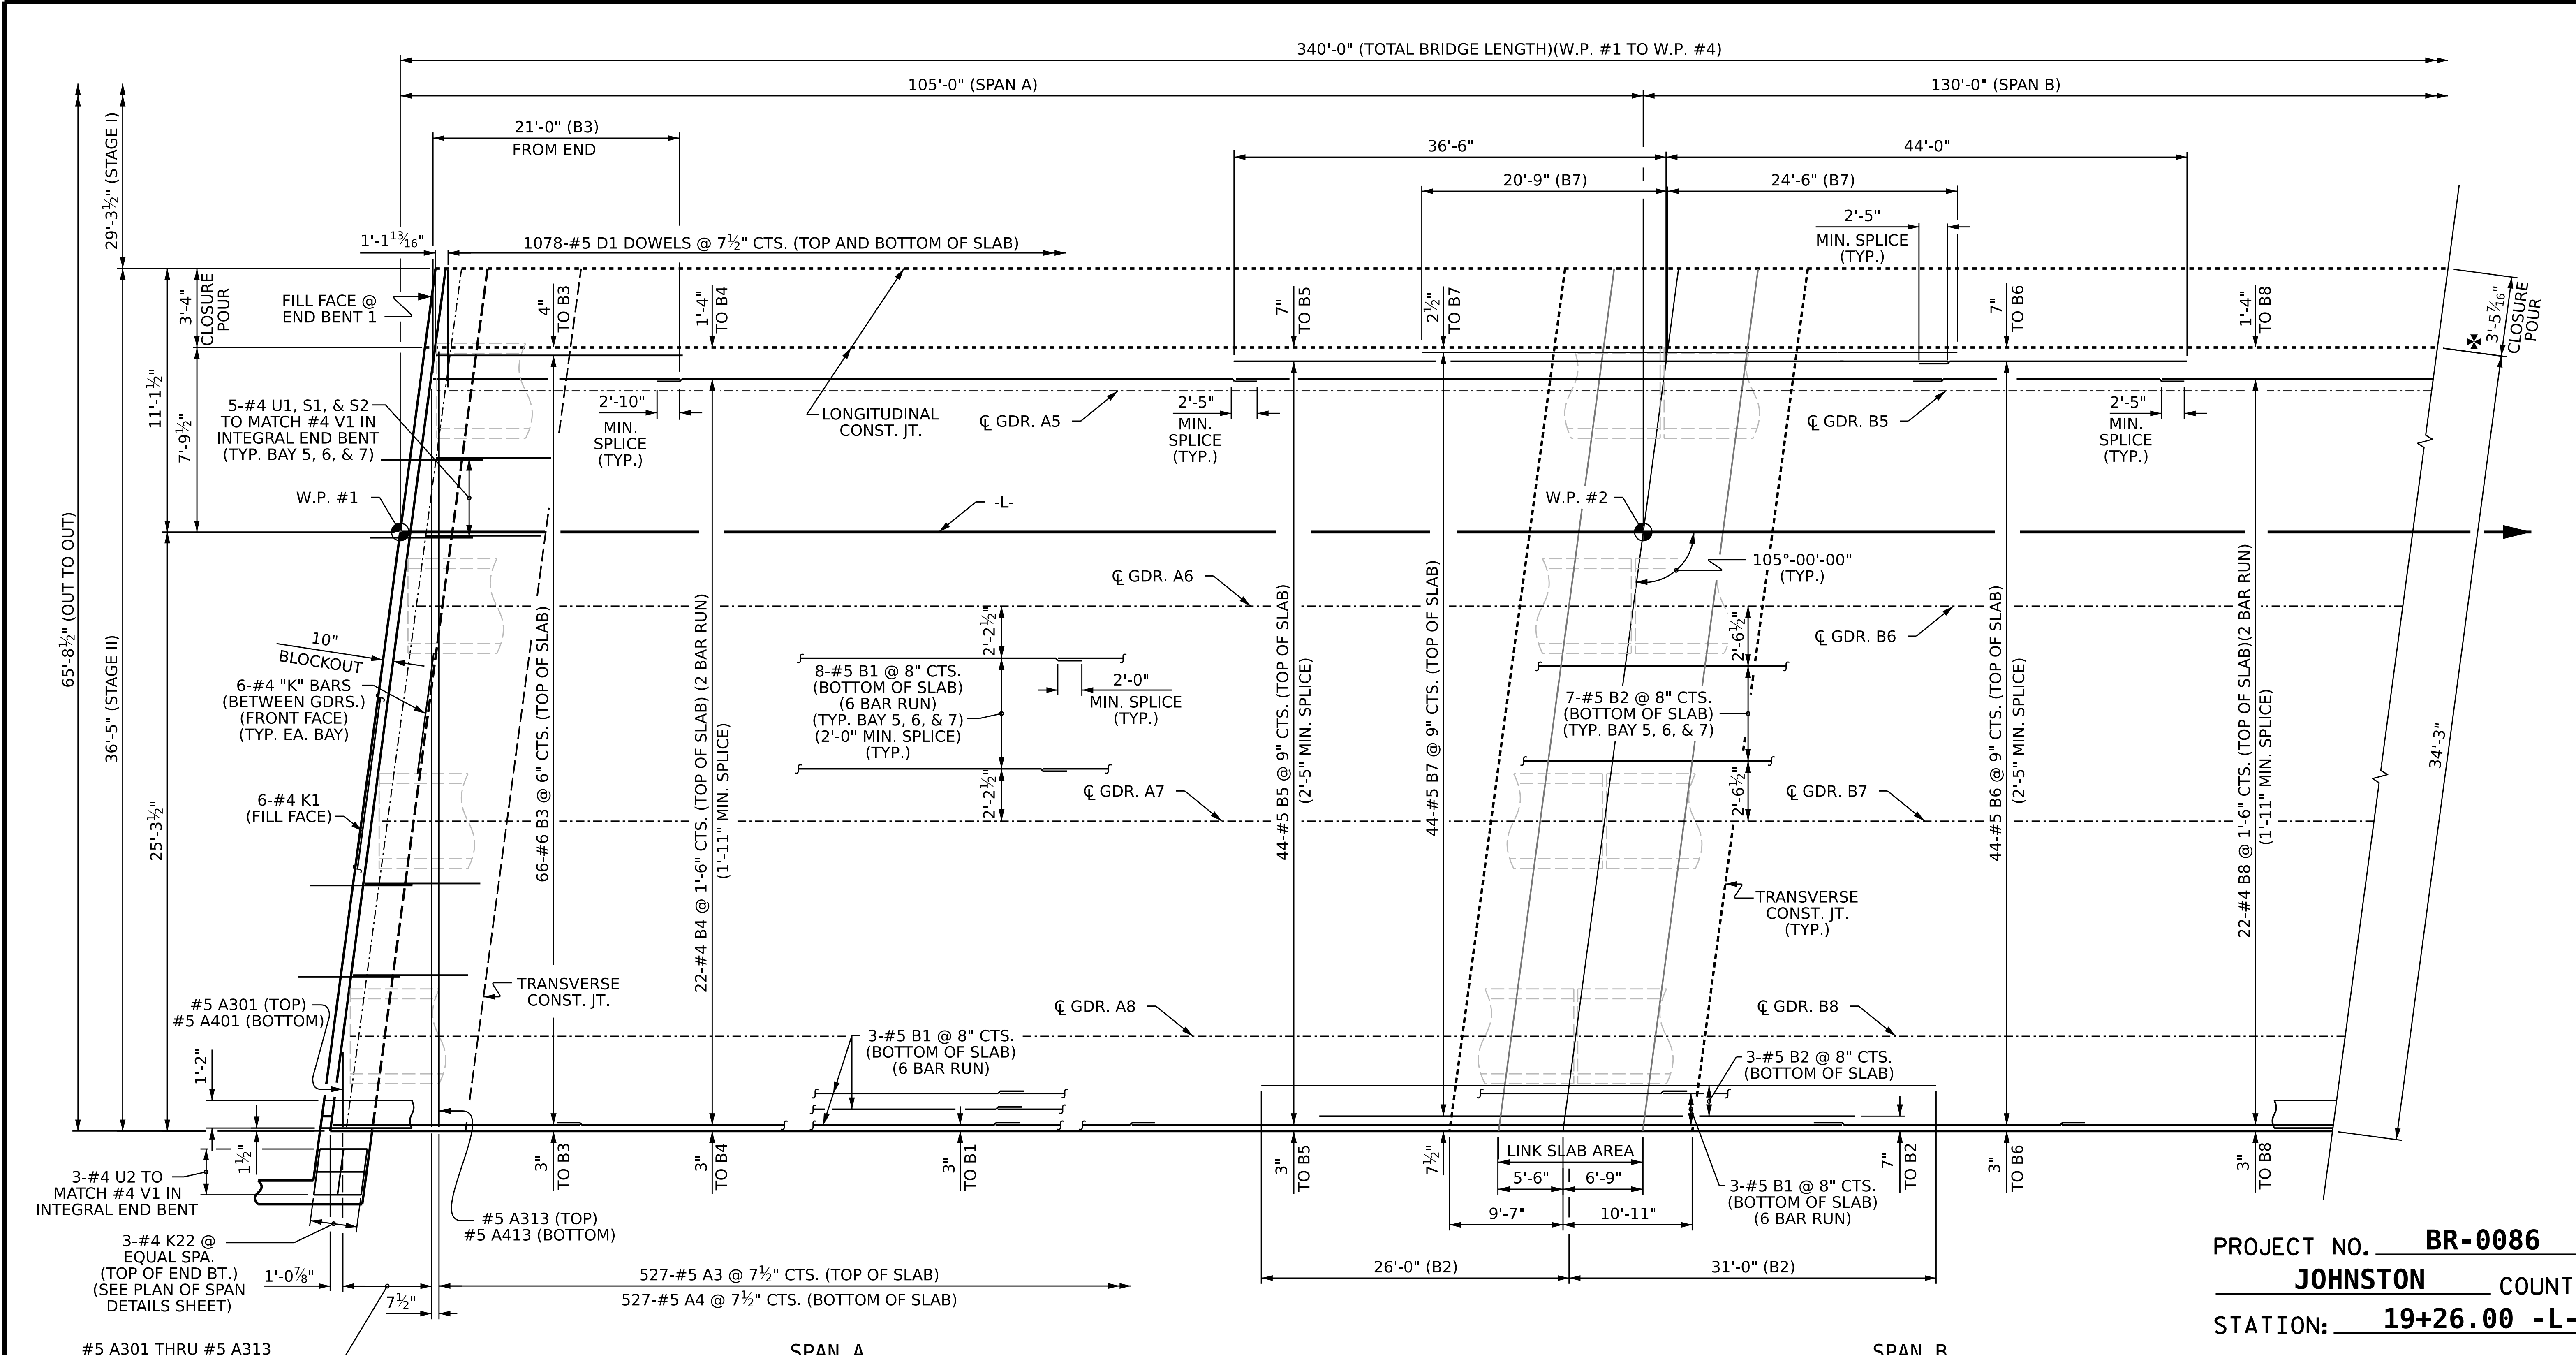 340'-0" (TOTAL BRIDGE LENGTH)(W.P. #1 TO W.P. #4)
105'-0" (SPAN A)
130'-0" (SPAN B)
21'-0" (B3)
FROM END
36'-6"
44'-0"
20'-9" (B7)
24'-6" (B7)
2'-5"
MIN. SPLICE
(TYP.)
29'-3½" (STAGE I)
1'-1 13/16"
1078-#5 D1 DOWELS @ 7½" CTS. (TOP AND BOTTOM OF SLAB)
3'-4"
CLOSURE
POUR
FILL FACE @
END BENT 1
4"
TO B3
1'-4"
TO B4
7"
TO B5
2½"
TO B7
7"
TO B6
1'-4"
TO B8
3'-5 7/16"
CLOSURE
POUR
11'-1½"
7'-9½"
5-#4 U1, S1, & S2
TO MATCH #4 V1 IN
INTEGRAL END BENT
(TYP. BAY 5, 6, & 7)
2'-10"
MIN.
SPLICE
(TYP.)
LONGITUDINAL
CONST. JT.
℄ GDR. A5
2'-5"
MIN.
SPLICE
(TYP.)
℄ GDR. B5
2'-5"
MIN.
SPLICE
(TYP.)
W.P. #1
-L-
W.P. #2
65'-8½" (OUT TO OUT)
36'-5" (STAGE II)
25'-3½"
105°-00'-00"
(TYP.)
℄ GDR. A6
℄ GDR. B6
10"
BLOCKOUT
6-#4 "K" BARS
(BETWEEN GDRS.)
(FRONT FACE)
(TYP. EA. BAY)
66-#6 B3 @ 6" CTS. (TOP OF SLAB)
22-#4 B4 @ 1'-6" CTS. (TOP OF SLAB) (2 BAR RUN)
(1'-11" MIN. SPLICE)
2'-2½"
8-#5 B1 @ 8" CTS.
(BOTTOM OF SLAB)
(6 BAR RUN)
(TYP. BAY 5, 6, & 7)
(2'-0" MIN. SPLICE)
(TYP.)
2'-0"
MIN. SPLICE
(TYP.)
2'-2½"
44-#5 B5 @ 9" CTS. (TOP OF SLAB)
(2'-5" MIN. SPLICE)
44-#5 B7 @ 9" CTS. (TOP OF SLAB)
2'-6½"
7-#5 B2 @ 8" CTS.
(BOTTOM OF SLAB)
(TYP. BAY 5, 6, & 7)
2'-6½"
44-#5 B6 @ 9" CTS. (TOP OF SLAB)
(2'-5" MIN. SPLICE)
22-#4 B8 @ 1'-6" CTS. (TOP OF SLAB)(2 BAR RUN)
(1'-11" MIN. SPLICE)
34'-3"
6-#4 K1
(FILL FACE)
℄ GDR. A7
℄ GDR. B7
TRANSVERSE
CONST. JT.
(TYP.)
TRANSVERSE
CONST. JT.
#5 A301 (TOP)
#5 A401 (BOTTOM)
℄ GDR. A8
℄ GDR. B8
1'-2"
3-#5 B1 @ 8" CTS.
(BOTTOM OF SLAB)
(6 BAR RUN)
3-#5 B2 @ 8" CTS.
(BOTTOM OF SLAB)
1½"
3"
TO B3
3"
TO B4
3"
TO B1
3"
TO B5
7½"
LINK SLAB AREA
5'-6"
6'-9"
7"
TO B2
3"
TO B6
3"
TO B8
3-#4 U2 TO
MATCH #4 V1 IN
INTEGRAL END BENT
3-#5 B1 @ 8" CTS.
(BOTTOM OF SLAB)
(6 BAR RUN)
9'-7"
10'-11"
#5 A313 (TOP)
#5 A413 (BOTTOM)
3-#4 K22 @
EQUAL SPA.
(TOP OF END BT.)
(SEE PLAN OF SPAN
DETAILS SHEET)
1'-0⅞"
7½"
527-#5 A3 @ 7½" CTS. (TOP OF SLAB)
527-#5 A4 @ 7½" CTS. (BOTTOM OF SLAB)
26'-0" (B2)
31'-0" (B2)
PROJECT NO. BR-0086
JOHNSTON COUNT
STATION: 19+26.00 -L-
#5 A301 THRU #5 A313
SPAN A
SPAN B